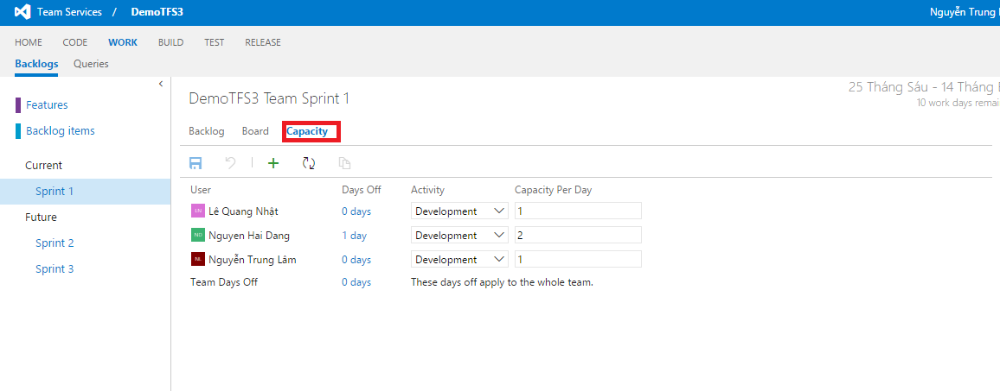 Team Services / DemoTFS3 Nguyễn Trung
HOME CODE WORK BUILD TEST RELEASE
Backlogs Queries
Features
Backlog items
Current
Sprint 1
Future
Sprint 2
Sprint 3
DemoTFS3 Team Sprint 1
25 Tháng Sáu - 14 Tháng
10 work days remai
Backlog Board Capacity
User Days Off Activity Capacity Per Day
LN Lê Quang Nhật 0 days Development 1
ND Nguyen Hai Dang 1 day Development 2
NL Nguyễn Trung Lâm 0 days Development 1
Team Days Off 0 days These days off apply to the whole team.